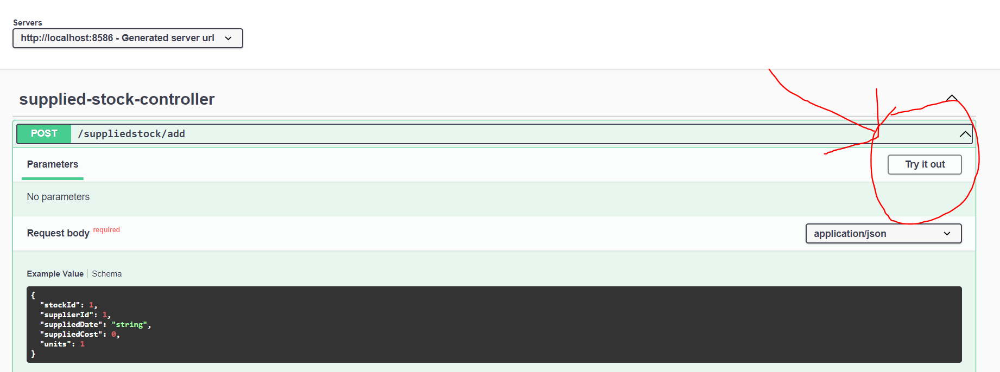 Servers
http://localhost:8586 - Generated server url
supplied-stock-controller
POST /suppliedstock/add
Parameters
Try it out
No parameters
Request body required
application/json
Example Value | Schema
{
  "stockId": 1,
  "supplierId": 1,
  "suppliedDate": "string",
  "suppliedCost": 0,
  "units": 1
}